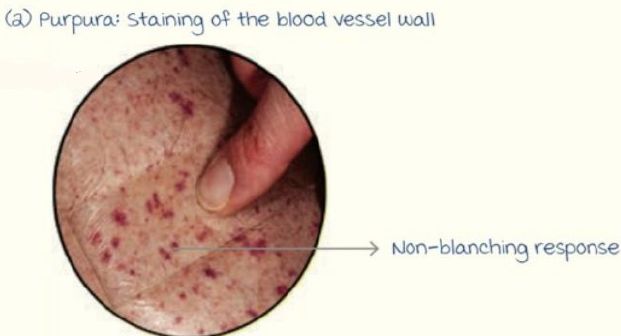 (a) Purpura: Staining of the blood vessel wall
Non-blanching response